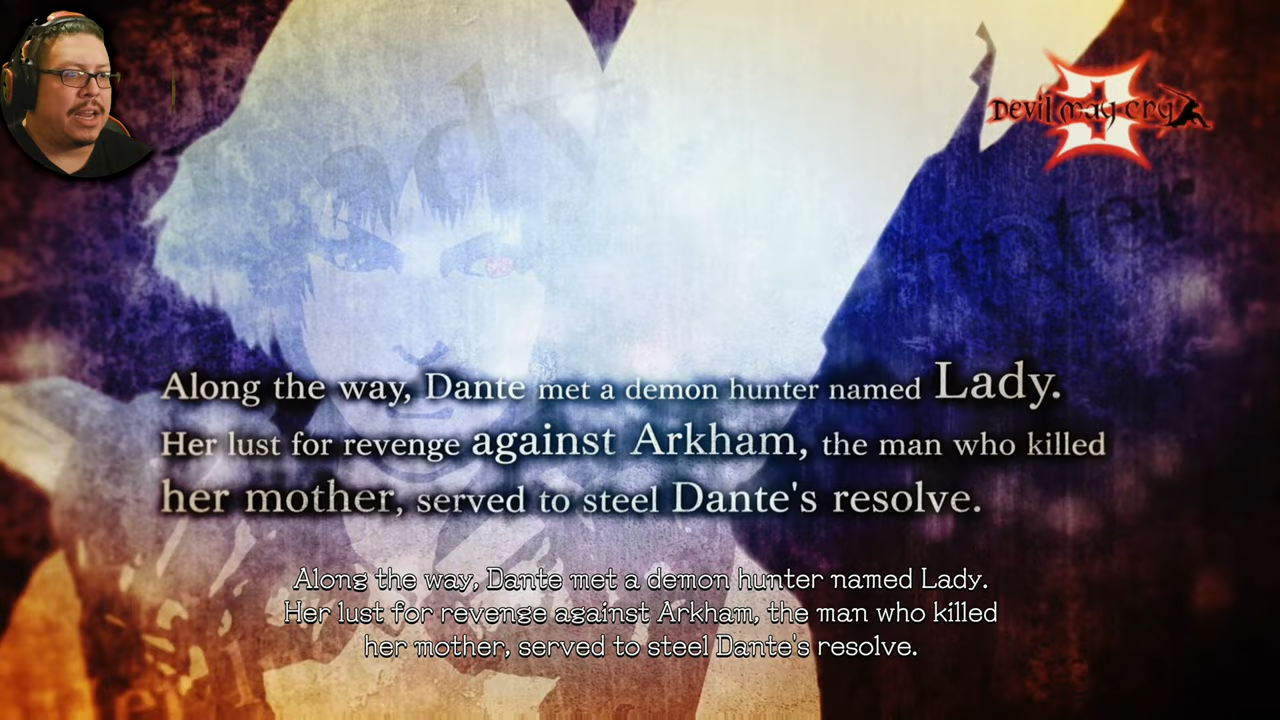 Lady
Devil may cry
3
Along the way, Dante met a demon hunter named Lady.
Her lust for revenge against Arkham, the man who killed
her mother, served to steel Dante's resolve.
Along the way, Dante met a demon hunter named Lady.
Her lust for revenge against Arkham, the man who killed
her mother, served to steel Dante's resolve.